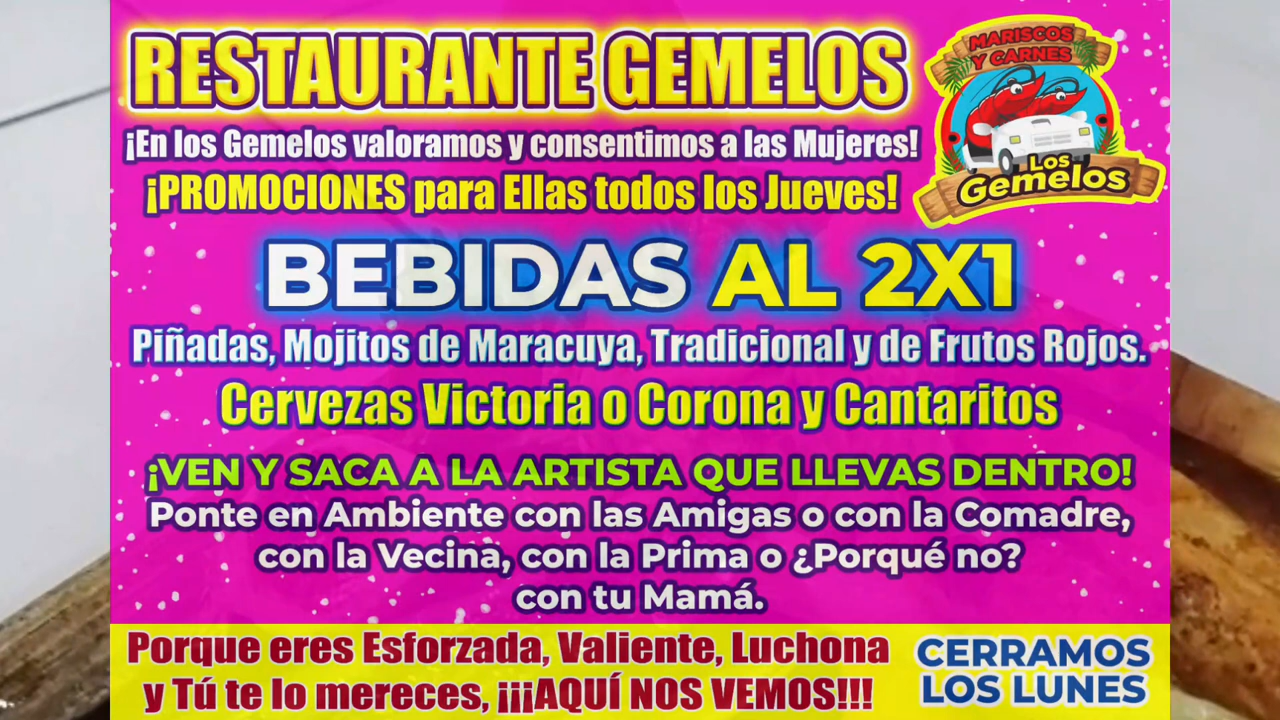 RESTAURANTE GEMELOS
¡En los Gemelos valoramos y consentimos a las Mujeres!
¡PROMOCIONES para Ellas todos los Jueves!
MARISCOS
Y CARNES
LOS
Gemelos
BEBIDAS AL 2X1
Piñadas, Mojitos de Maracuya, Tradicional y de Frutos Rojos.
Cervezas Victoria o Corona y Cantaritos
¡VEN Y SACA A LA ARTISTA QUE LLEVAS DENTRO!
Ponte en Ambiente con las Amigas o con la Comadre,
con la Vecina, con la Prima o ¿Porqué no?
con tu Mamá.
Porque eres Esforzada, Valiente, Luchona
y Tú te lo mereces, ¡¡¡AQUÍ NOS VEMOS!!!
CERRAMOS
LOS LUNES